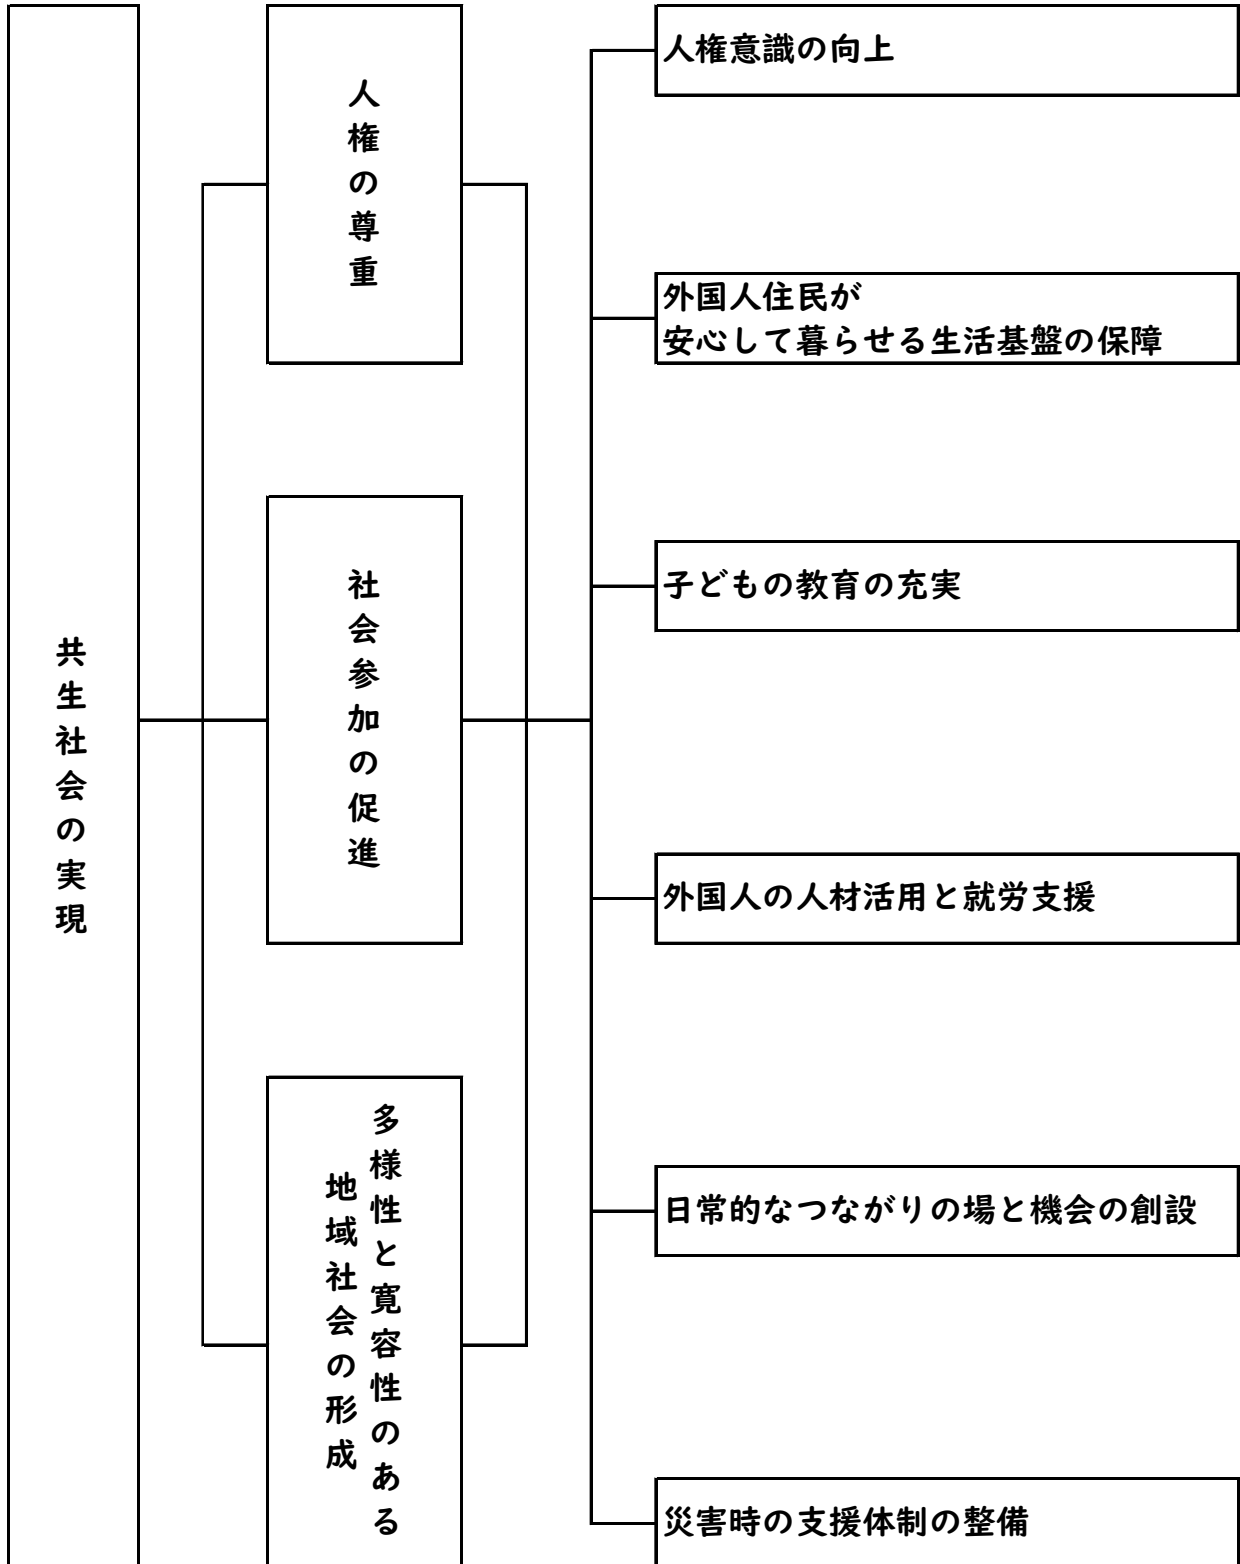 共生社会の実現
人権の尊重
社会参加の促進
多様性と寛容性のある
地域社会の形成
人権意識の向上
外国人住民が
安心して暮らせる生活基盤の保障
子どもの教育の充実
外国人の人材活用と就労支援
日常的なつながりの場と機会の創設
災害時の支援体制の整備